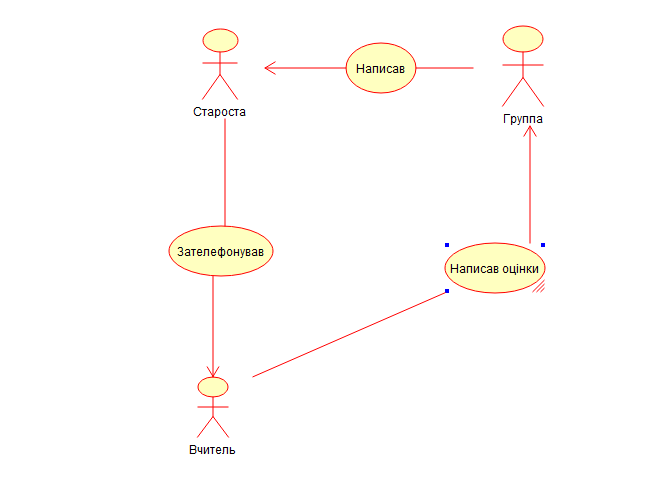 Написав
Староста
Группа
Зателефонував
Написав оцінки
Вчитель